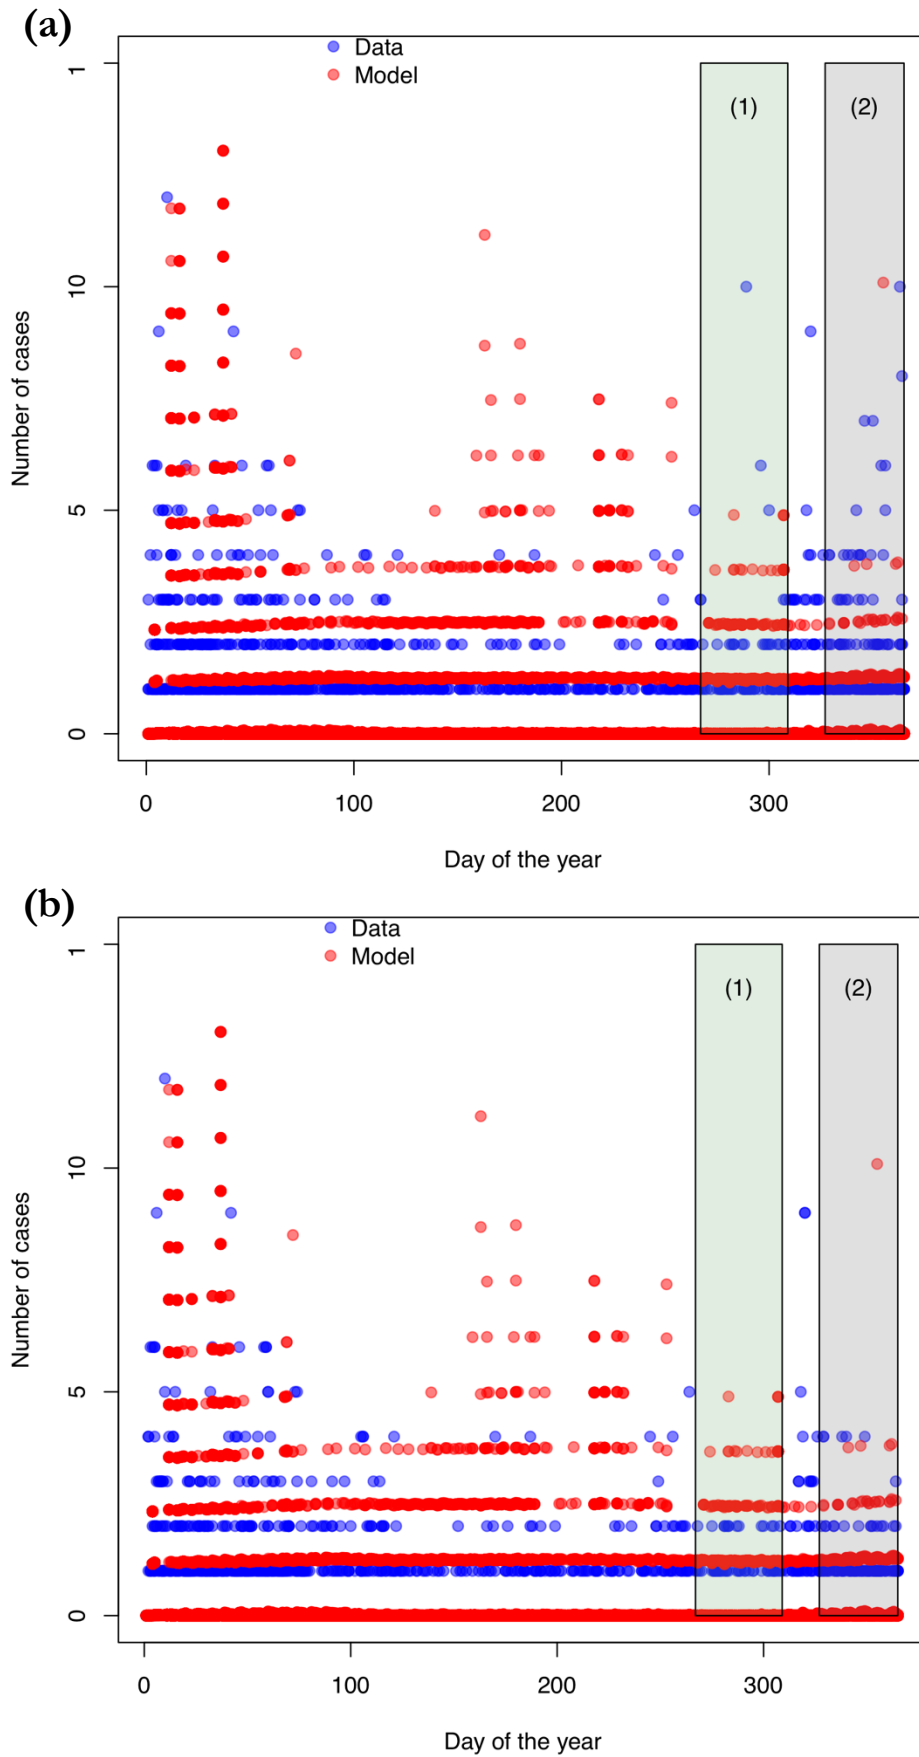 (a)
Data
Model
(1)
(2)
1
10
5
0
Number of cases
0
100
200
300
Day of the year
(b)
Data
Model
(1)
(2)
1
10
5
0
Number of cases
0
100
200
300
Day of the year